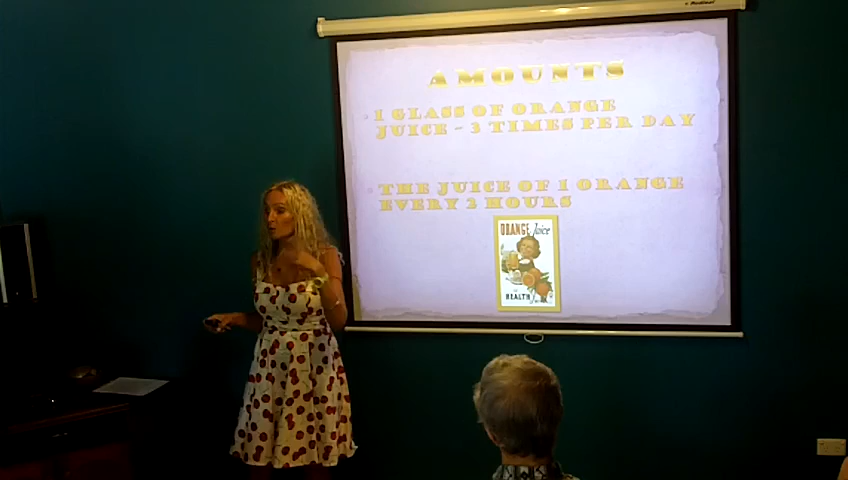 AMOUNTS
1 GLASS OF ORANGE
JUICE - 3 TIMES PER DAY
THE JUICE OF 1 ORANGE
EVERY 2 HOURS
ORANGE Juice
HEALTH